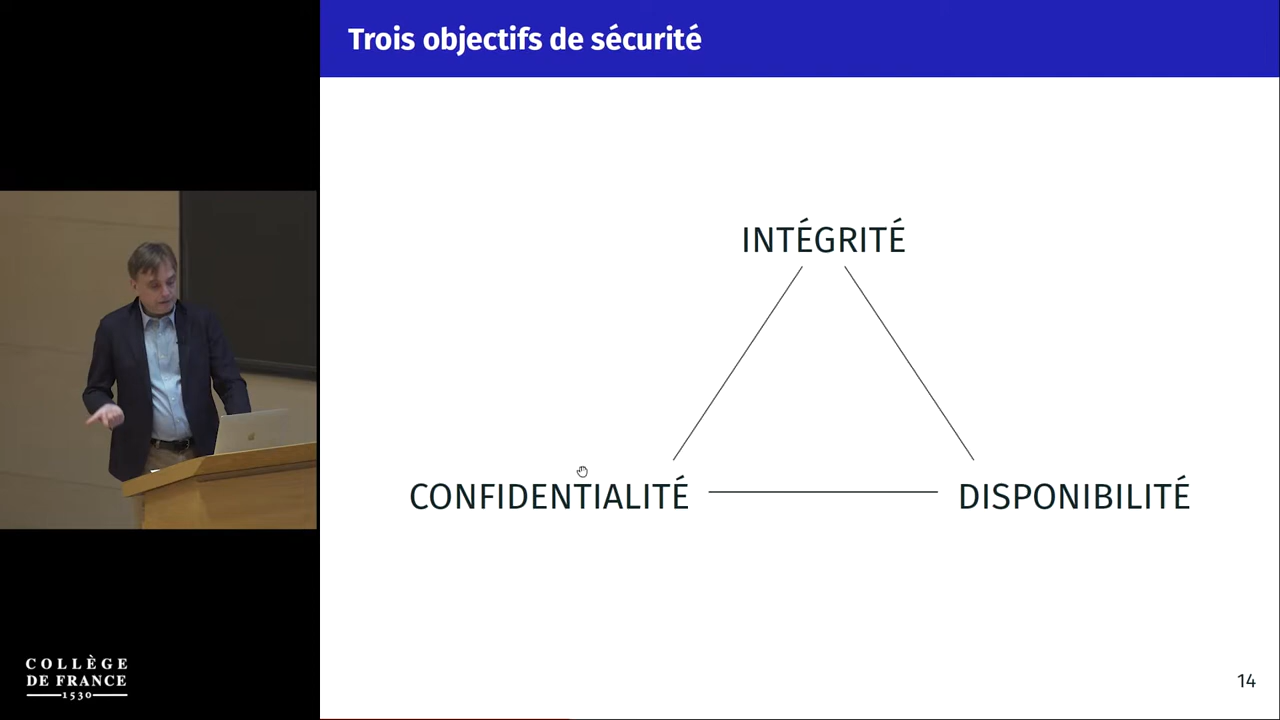 Trois objectifs de sécurité
INTÉGRITÉ
CONFIDENTIALITÉ
DISPONIBILITÉ
COLLÈGE
DE FRANCE
1530
14